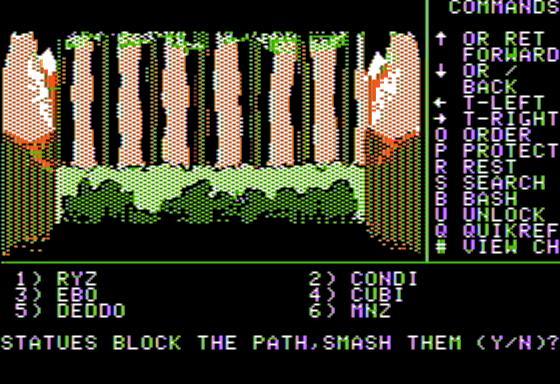 COMMANDS
↑ OR RET
FORWARD
↓ OR /
BACK
← T-LEFT
→ T-RIGHT
O ORDER
P PROTECT
R REST
S SEARCH
B BASH
U UNLOCK
Q QUIKREF
# VIEW CH
1) RYZ 2) CONDI
3) EBO 4) CUBI
5) DEDDO 6) MNZ
STATUES BLOCK THE PATH,SMASH THEM (Y/N)?